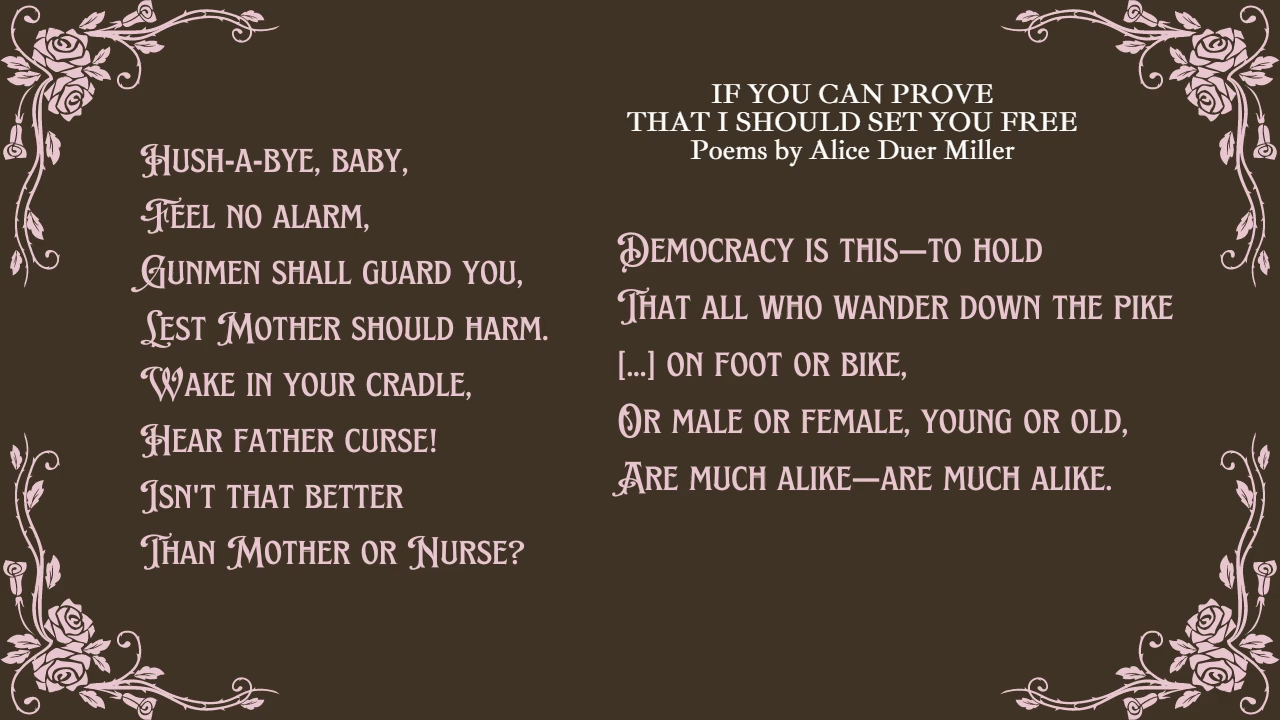 IF YOU CAN PROVE
THAT I SHOULD SET YOU FREE
Poems by Alice Duer Miller
Hush-a-bye, baby,
Feel no alarm,
Gunmen shall guard you,
Lest Mother should harm.
Wake in your cradle,
Hear father curse!
Isn't that better
Than Mother or Nurse?
Democracy is this—to hold
That all who wander down the pike
[...] on foot or bike,
Or male or female, young or old,
Are much alike—are much alike.